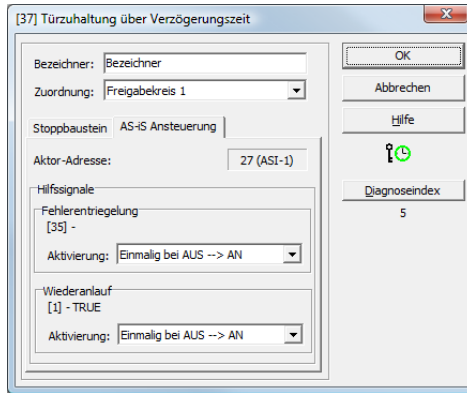 [37] Türzuhaltung über Verzögerungszeit
Bezeichner: Bezeichner
Zuordnung: Freigabekreis 1
Stoppbaustein AS-iS Ansteuerung
Aktor-Adresse: 27 (ASI-1)
Hilfssignale
Fehlerentriegelung
[35] -
Aktivierung: Einmalig bei AUS --> AN
Wiederanlauf
[1] - TRUE
Aktivierung: Einmalig bei AUS --> AN
OK
Abbrechen
Hilfe
Diagnoseindex
5